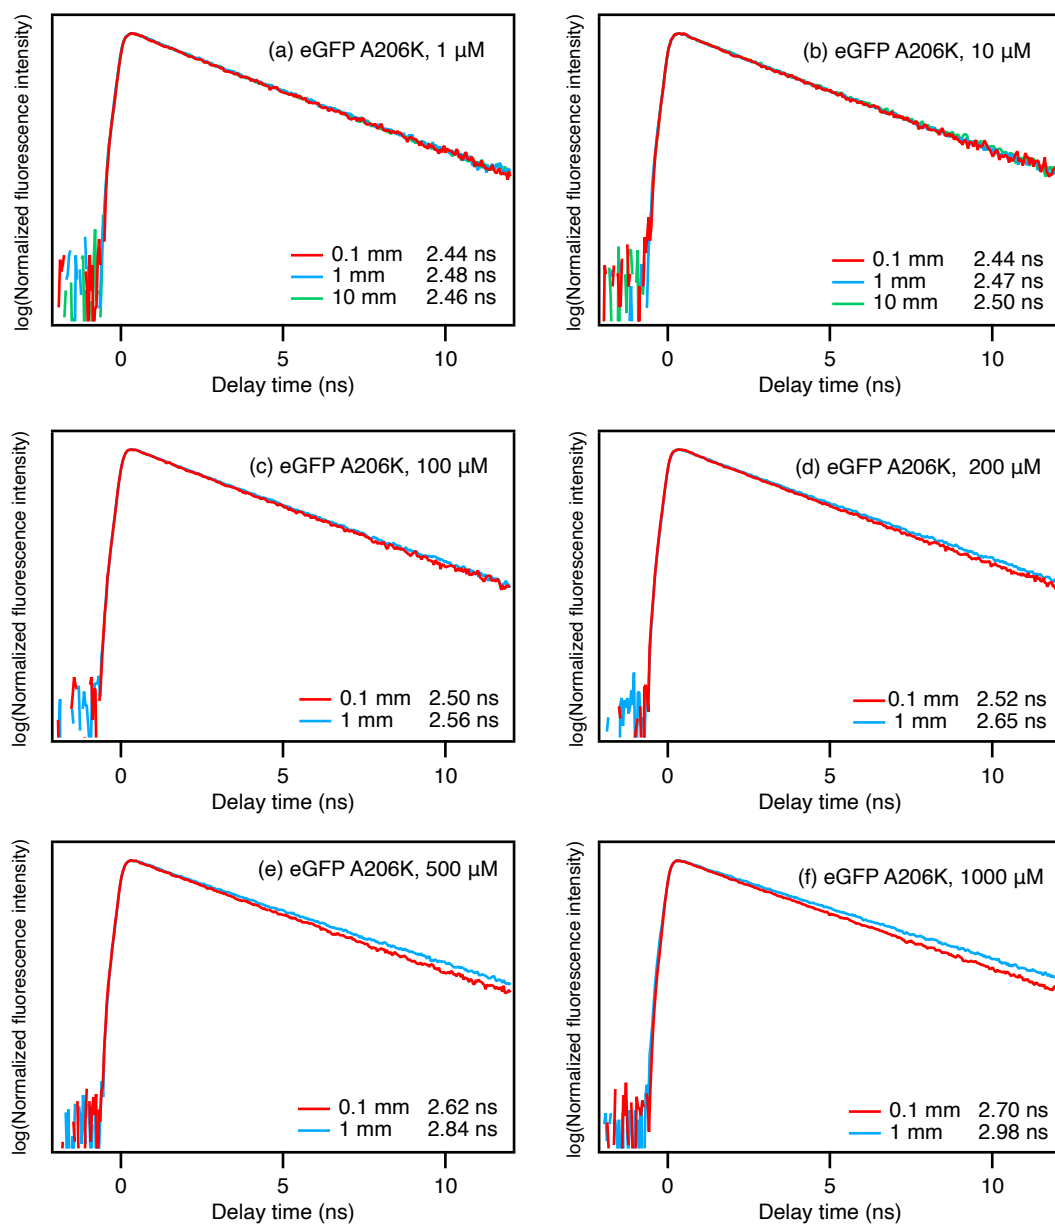 log(Normalized fluorescence intensity)
(a) eGFP A206K, 1 µM
0.1 mm 2.44 ns
1 mm 2.48 ns
10 mm 2.46 ns
0 5 10
Delay time (ns)
log(Normalized fluorescence intensity)
(b) eGFP A206K, 10 µM
0.1 mm 2.44 ns
1 mm 2.47 ns
10 mm 2.50 ns
0 5 10
Delay time (ns)
log(Normalized fluorescence intensity)
(c) eGFP A206K, 100 µM
0.1 mm 2.50 ns
1 mm 2.56 ns
0 5 10
Delay time (ns)
log(Normalized fluorescence intensity)
(d) eGFP A206K, 200 µM
0.1 mm 2.52 ns
1 mm 2.65 ns
0 5 10
Delay time (ns)
log(Normalized fluorescence intensity)
(e) eGFP A206K, 500 µM
0.1 mm 2.62 ns
1 mm 2.84 ns
0 5 10
Delay time (ns)
log(Normalized fluorescence intensity)
(f) eGFP A206K, 1000 µM
0.1 mm 2.70 ns
1 mm 2.98 ns
0 5 10
Delay time (ns)